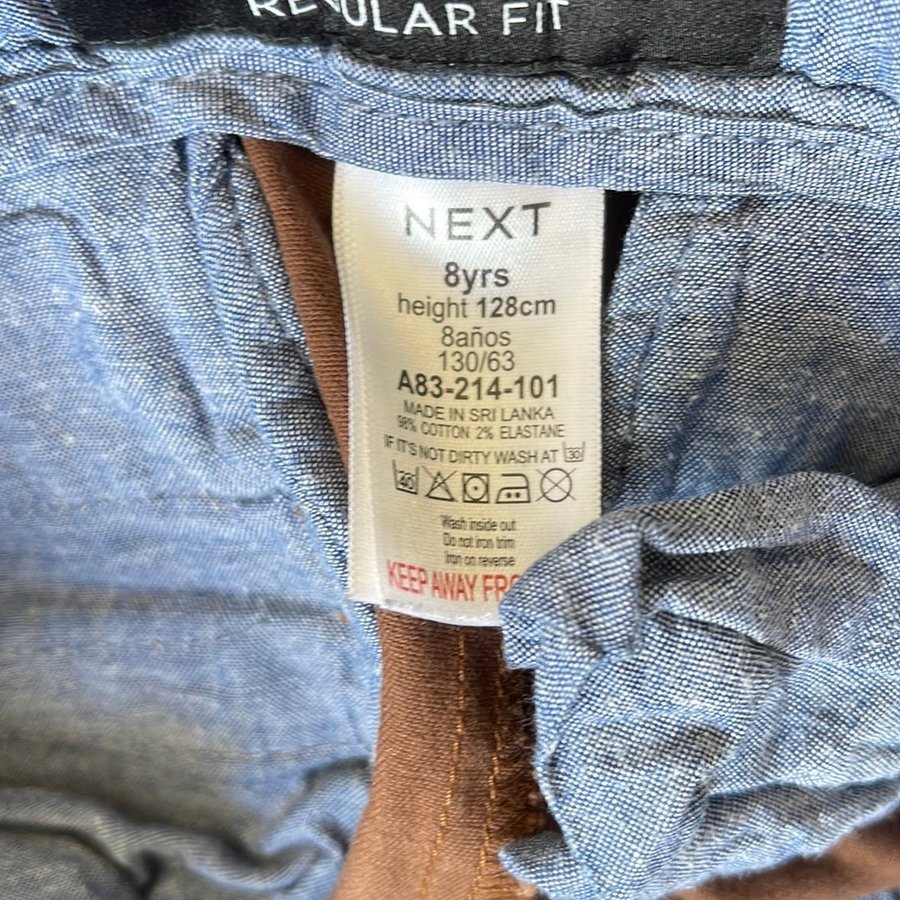 REGULAR FIT
NEXT
8yrs
height 128cm
8años
130/63
A83-214-101
MADE IN SRI LANKA
98% COTTON 2% ELASTANE
IF IT'S NOT DIRTY WASH AT 30
40
Wash inside out
Do not iron trim
Iron on reverse
KEEP AWAY FRO